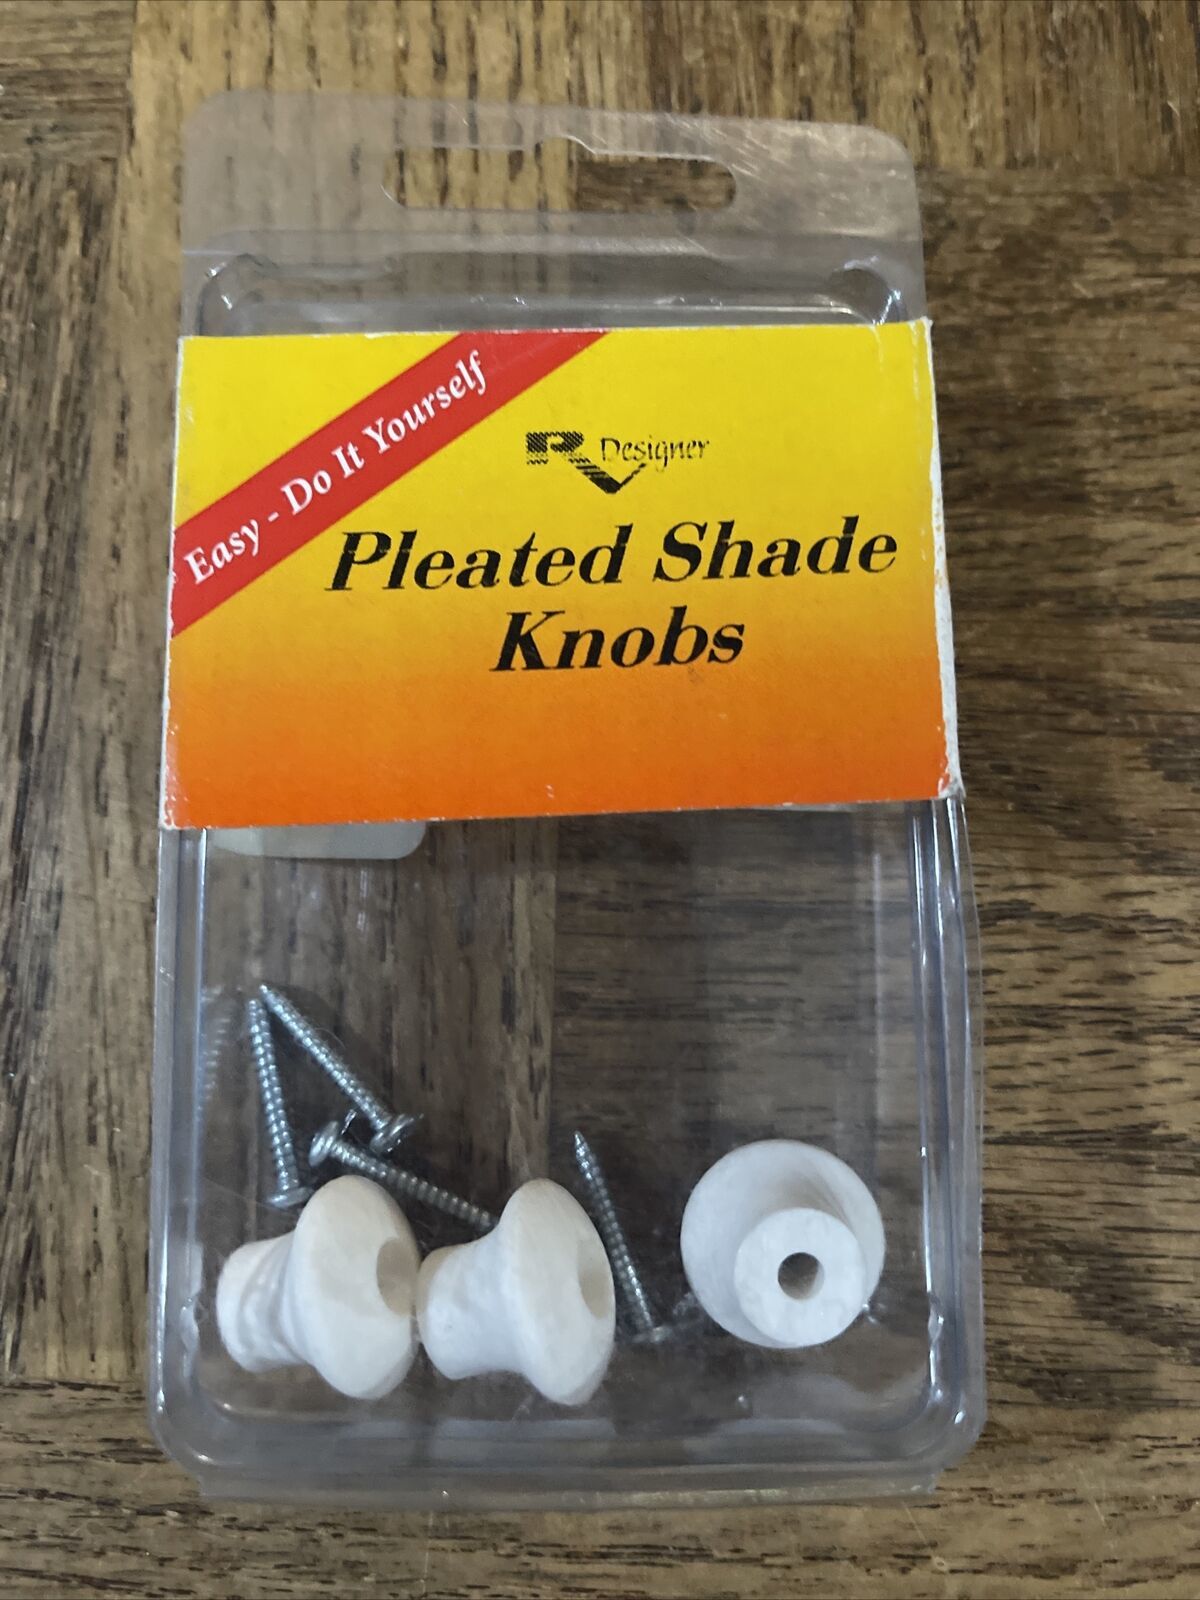 Easy - Do It Yourself
RV Designer
Pleated Shade
Knobs